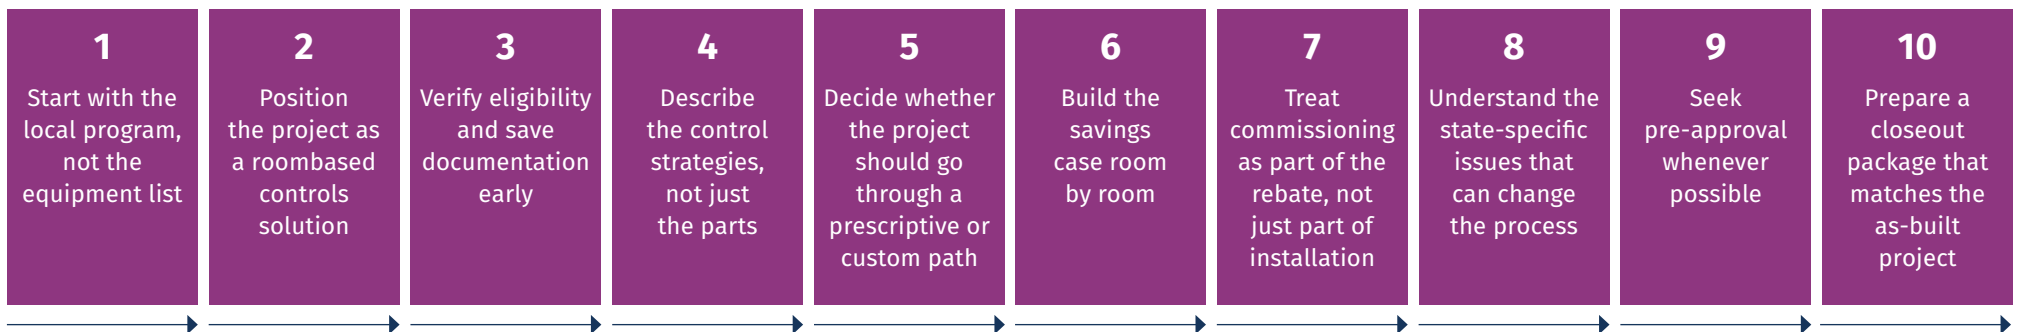 1
Start with the
local program,
not the
equipment list
2
Position
the project as
a roombased
controls
solution
3
Verify eligibility
and save
documentation
early
4
Describe
the control
strategies,
not just
the parts
5
Decide whether
the project
should go
through a
prescriptive or
custom path
6
Build the
savings
case room
by room
7
Treat
commissioning
as part of the
rebate, not
just part of
installation
8
Understand the
state-specific
issues that
can change
the process
9
Seek
pre-approval
whenever
possible
10
Prepare a
closeout
package that
matches the
as-built
project